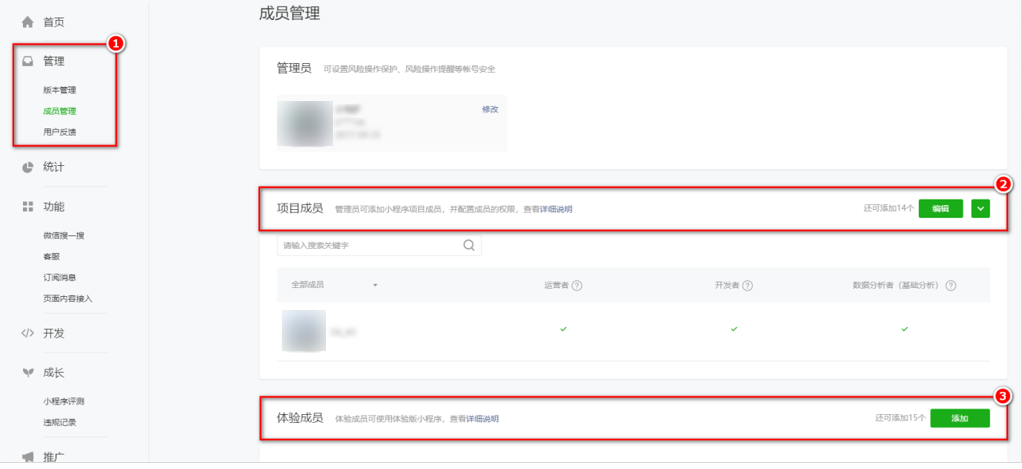 首页
管理
版本管理
成员管理
用户反馈
统计
功能
微信搜一搜
客服
订阅消息
页面内容接入
开发
成长
小程序评测
违规记录
推广
1
成员管理
管理员 可设置风险操作保护、风险操作提醒等帐号安全
修改
2
项目成员 管理员可添加小程序项目成员，并配置成员的权限，查看详细说明 还可添加14个 编辑
请输入搜索关键字
全部成员 运营者 ? 开发者 ? 数据分析者（基础分析） ?
3
体验成员 体验成员可使用体验版小程序，查看详细说明 还可添加15个 添加